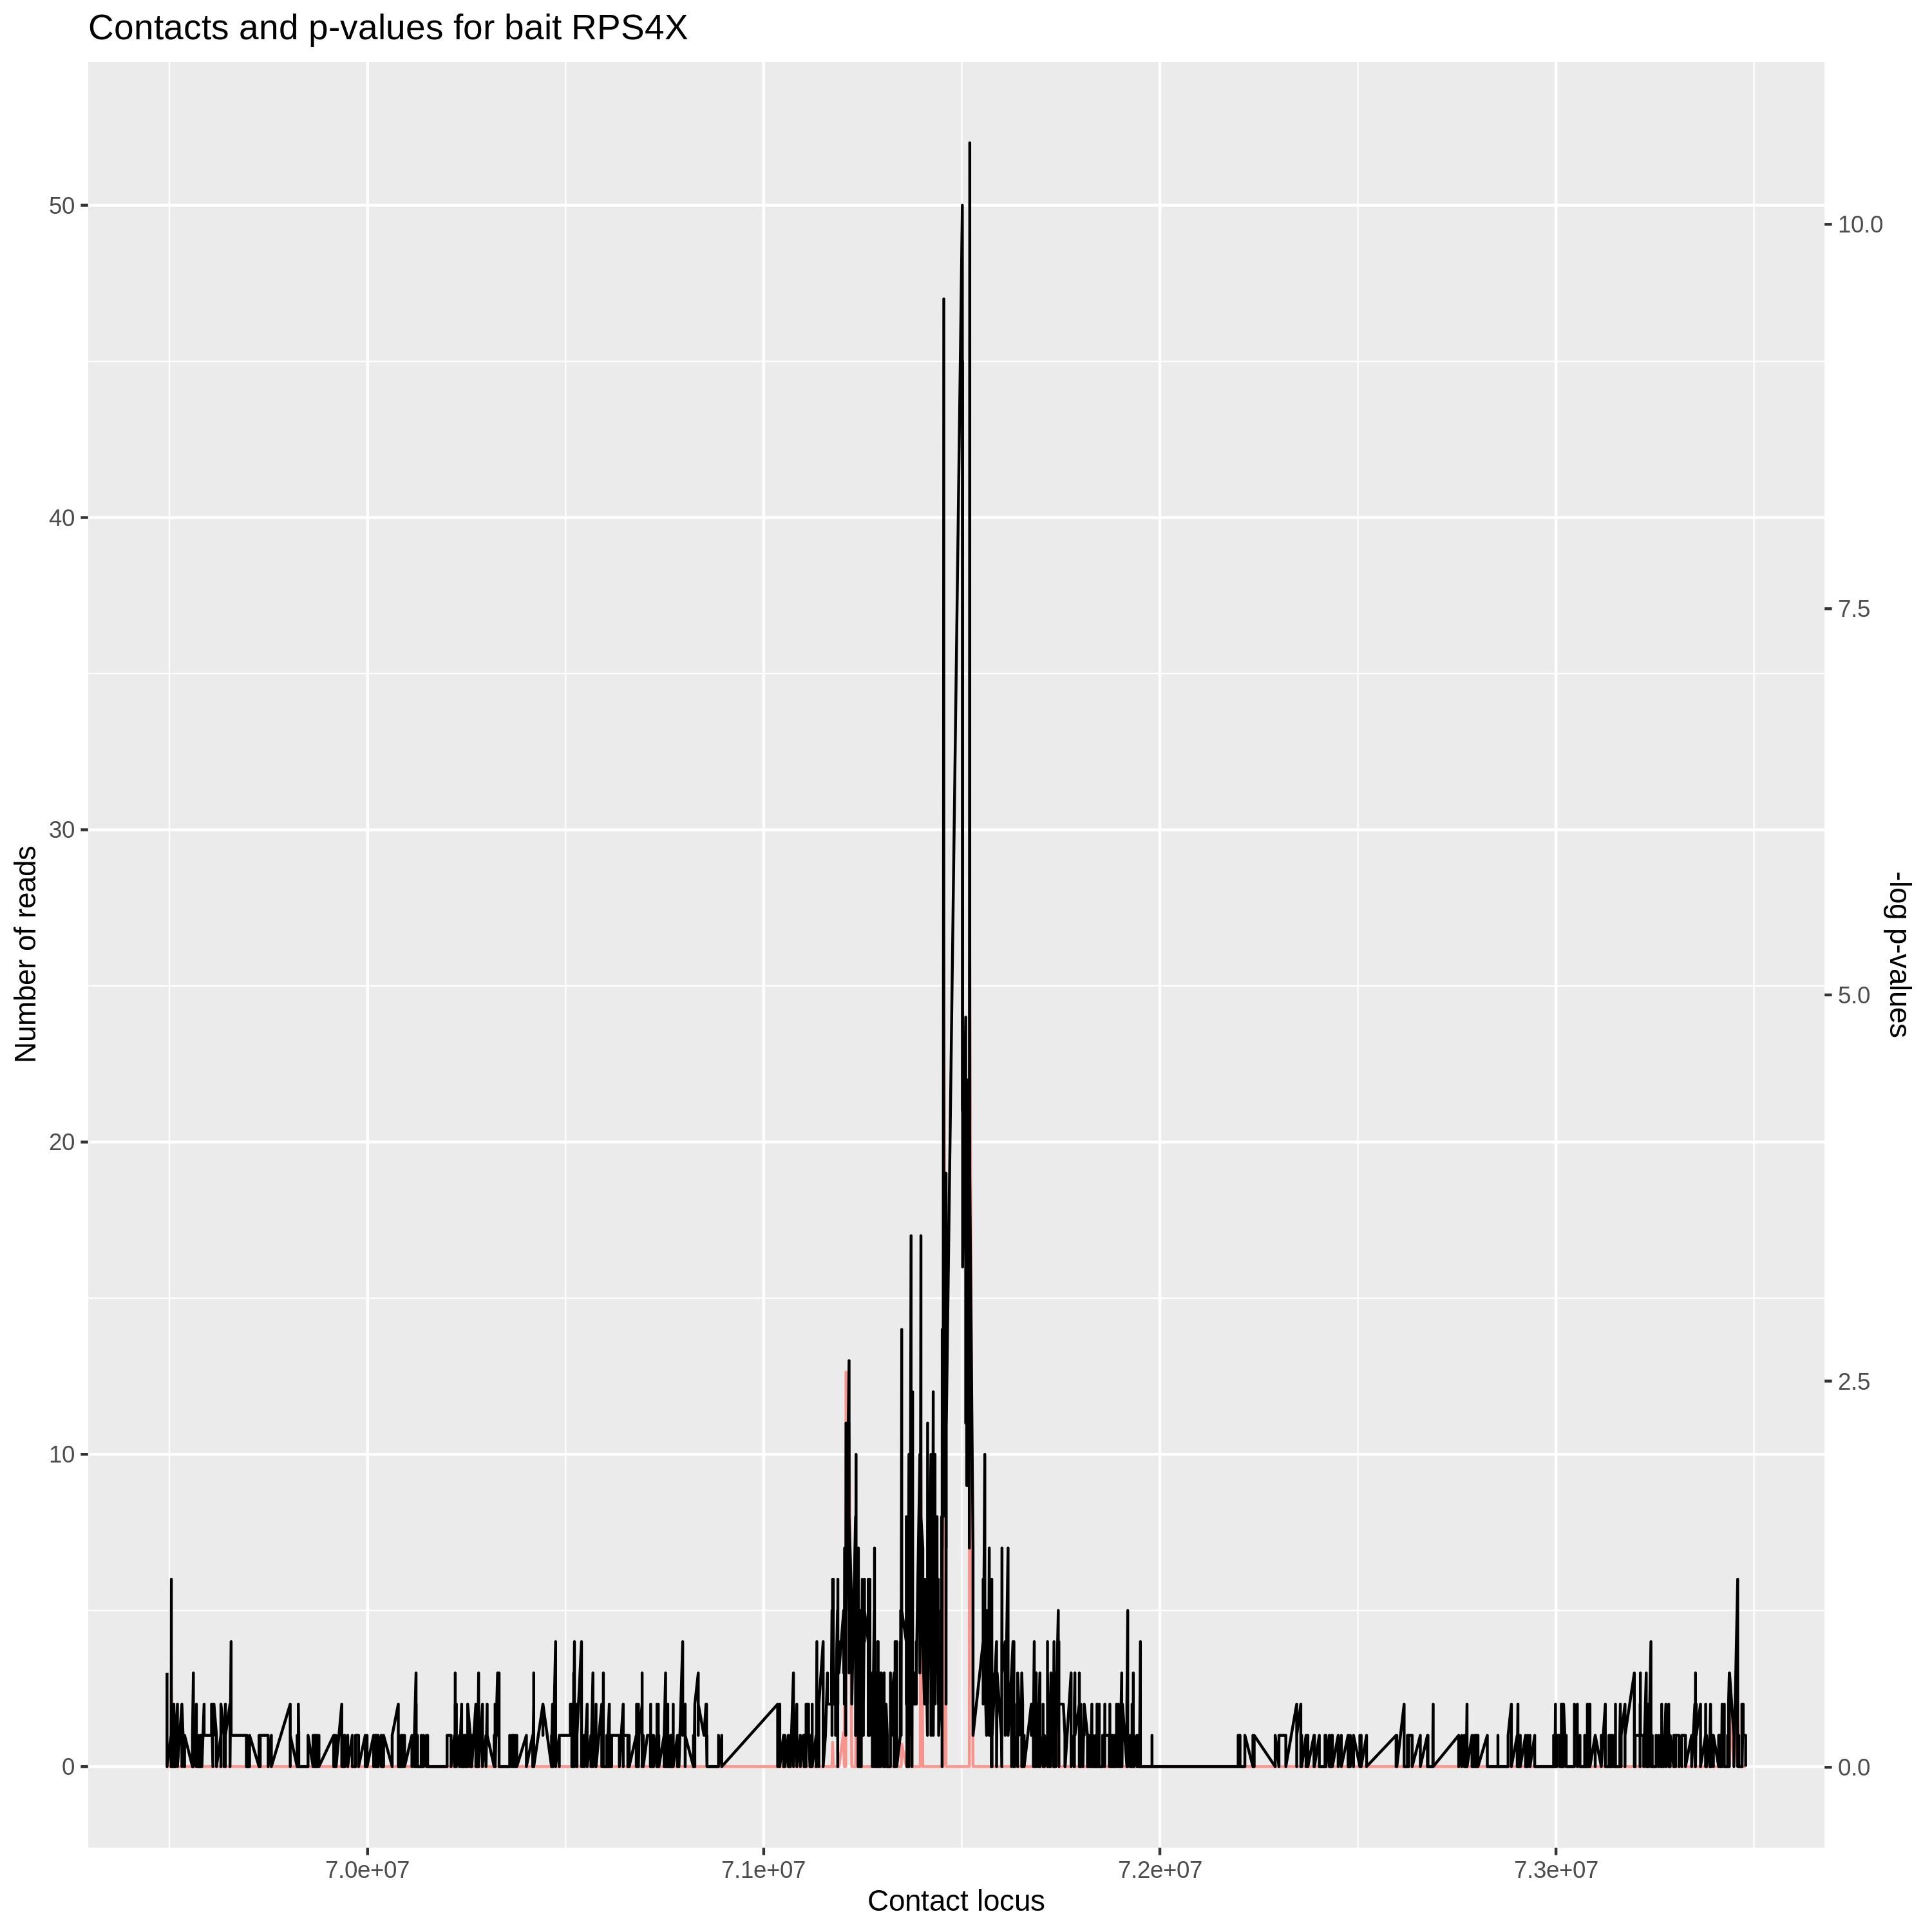 Contacts and p-values for bait RPS4X
50
40
30
20
10
0
Number of reads
10.0
7.5
5.0
2.5
0.0
-log p-values
7.0e+07 7.1e+07 7.2e+07 7.3e+07
Contact locus